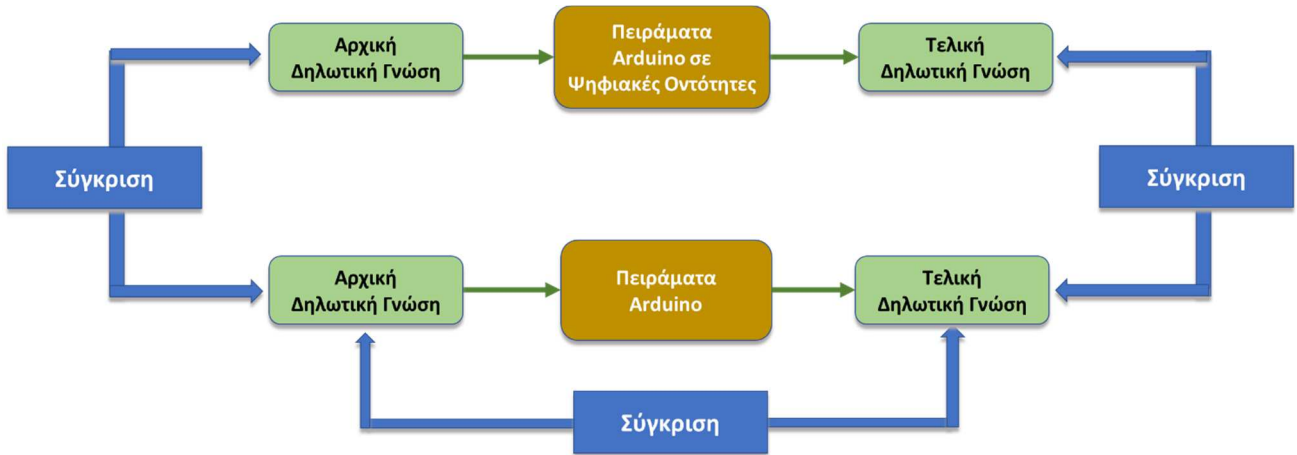 Αρχική
Δηλωτική Γνώση
Πειράματα
Arduino σε
Ψηφιακές Οντότητες
Τελική
Δηλωτική Γνώση
Σύγκριση
Σύγκριση
Αρχική
Δηλωτική Γνώση
Πειράματα
Arduino
Τελική
Δηλωτική Γνώση
Σύγκριση